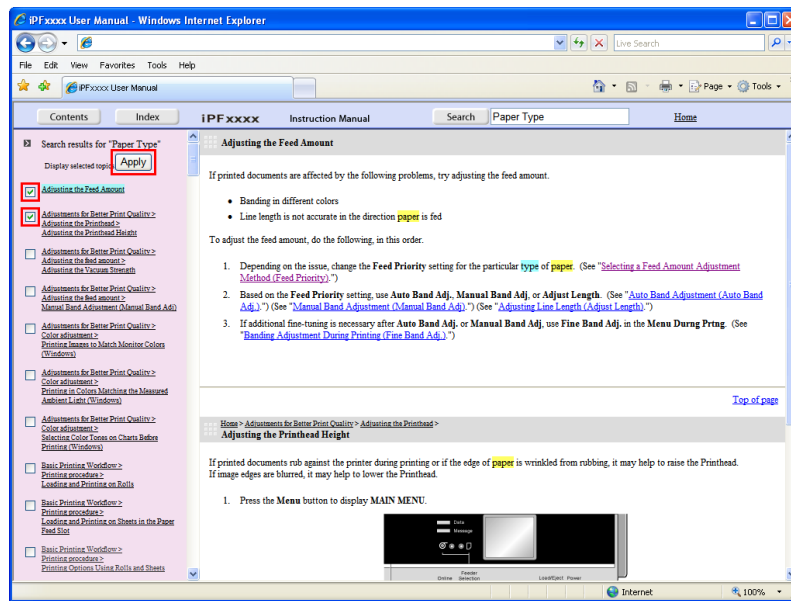 iPFxxxx User Manual - Windows Internet Explorer
Live Search
File Edit View Favorites Tools Help
iPFxxxx User Manual
Page Tools
Contents Index iPFxxxx Instruction Manual Search Paper Type Home
Search results for "Paper Type"
Display selected topic Apply
Adjusting the Feed Amount
Adjustments for Better Print Quality >
Adjusting the Printhead >
Adjusting the Printhead Height
Adjustments for Better Print Quality >
Adjusting the feed amount >
Adjusting the Vacuum Strength
Adjustments for Better Print Quality >
Adjusting the feed amount >
Manual Band Adjustment (Manual Band Adj)
Adjustments for Better Print Quality >
Color adjustment >
Printing Images to Match Monitor Colors
(Windows)
Adjustments for Better Print Quality >
Color adjustment >
Printing in Colors Matching the Measured
Ambient Light (Windows)
Adjustments for Better Print Quality >
Color adjustment >
Selecting Color Tones on Charts Before
Printing (Windows)
Basic Printing Workflow >
Printing procedure >
Loading and Printing on Rolls
Basic Printing Workflow >
Printing procedure >
Loading and Printing on Sheets in the Paper
Feed Slot
Basic Printing Workflow >
Printing procedure >
Printing Options Using Rolls and Sheets
Adjusting the Feed Amount
If printed documents are affected by the following problems, try adjusting the feed amount.
• Banding in different colors
• Line length is not accurate in the direction paper is fed
To adjust the feed amount, do the following, in this order.
1. Depending on the issue, change the Feed Priority setting for the particular type of paper. (See "Selecting a Feed Amount Adjustment
Method (Feed Priority).")
2. Based on the Feed Priority setting, use Auto Band Adj., Manual Band Adj, or Adjust Length. (See "Auto Band Adjustment (Auto Band
Adj.).") (See "Manual Band Adjustment (Manual Band Adj).") (See "Adjusting Line Length (Adjust Length).")
3. If additional fine-tuning is necessary after Auto Band Adj. or Manual Band Adj, use Fine Band Adj. in the Menu Durng Prtng. (See
"Banding Adjustment During Printing (Fine Band Adj.).")
Top of page
Home > Adjustments for Better Print Quality > Adjusting the Printhead >
Adjusting the Printhead Height
If printed documents rub against the printer during printing or if the edge of paper is wrinkled from rubbing, it may help to raise the Printhead.
If image edges are blurred, it may help to lower the Printhead.
1. Press the Menu button to display MAIN MENU.
Data
Message
Feeder
Online Selection Load/Eject Power
Internet 100%